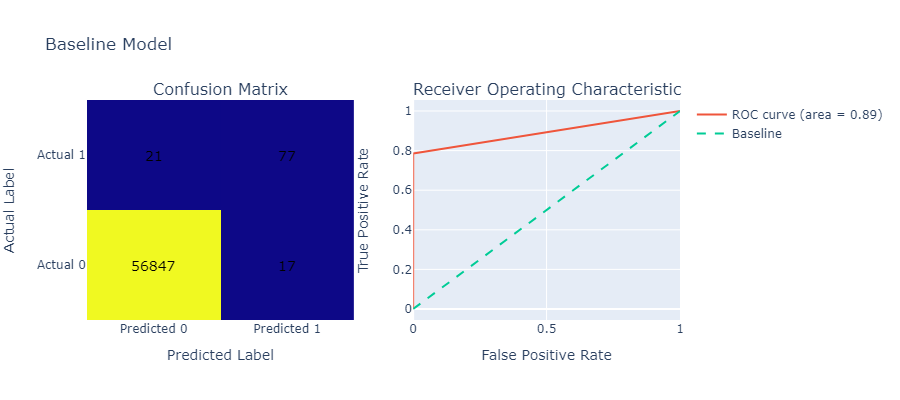 Baseline Model
Confusion Matrix
Actual Label
Actual 1
21
77
Actual 0
56847
17
Predicted 0
Predicted 1
Predicted Label
Receiver Operating Characteristic
True Positive Rate
1
0.8
0.6
0.4
0.2
0
0
0.5
1
False Positive Rate
ROC curve (area = 0.89)
Baseline